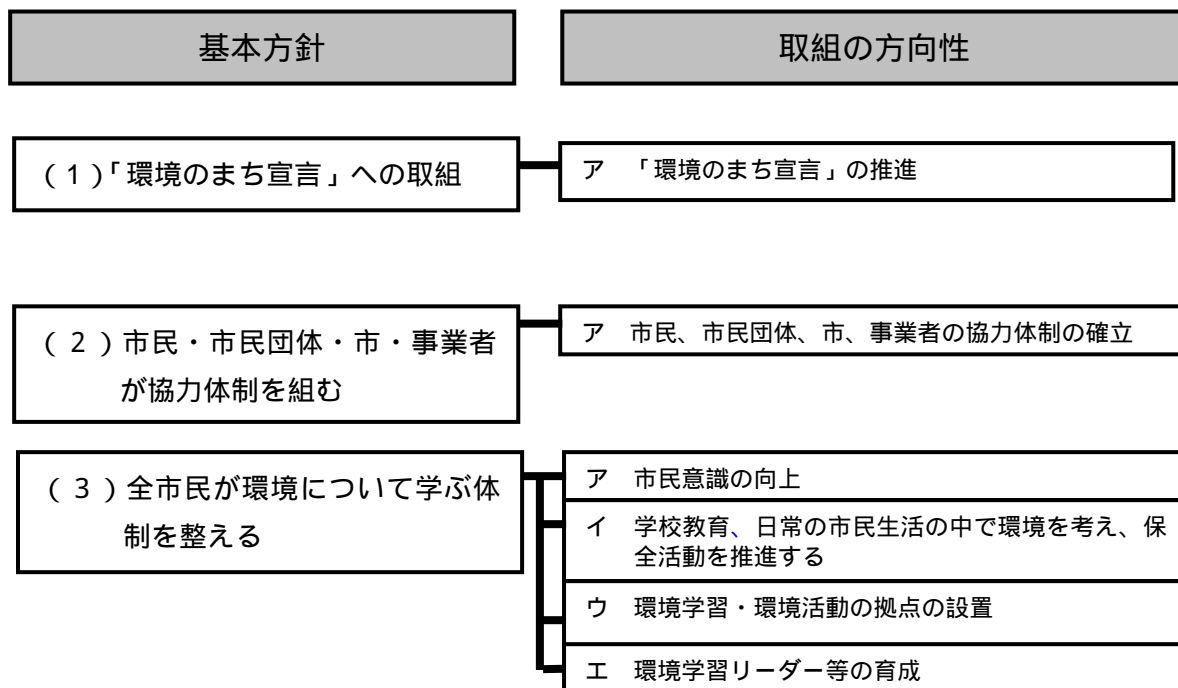 基本方針
取組の方向性
(1)「環境のまち宣言」への取組
ア 「環境のまち宣言」の推進
(2)市民・市民団体・市・事業者
が協力体制を組む
ア 市民、市民団体、市、事業者の協力体制の確立
(3)全市民が環境について学ぶ体
制を整える
ア 市民意識の向上
イ 学校教育、日常の市民生活の中で環境を考え、保
全活動を推進する
ウ 環境学習・環境活動の拠点の設置
エ 環境学習リーダー等の育成